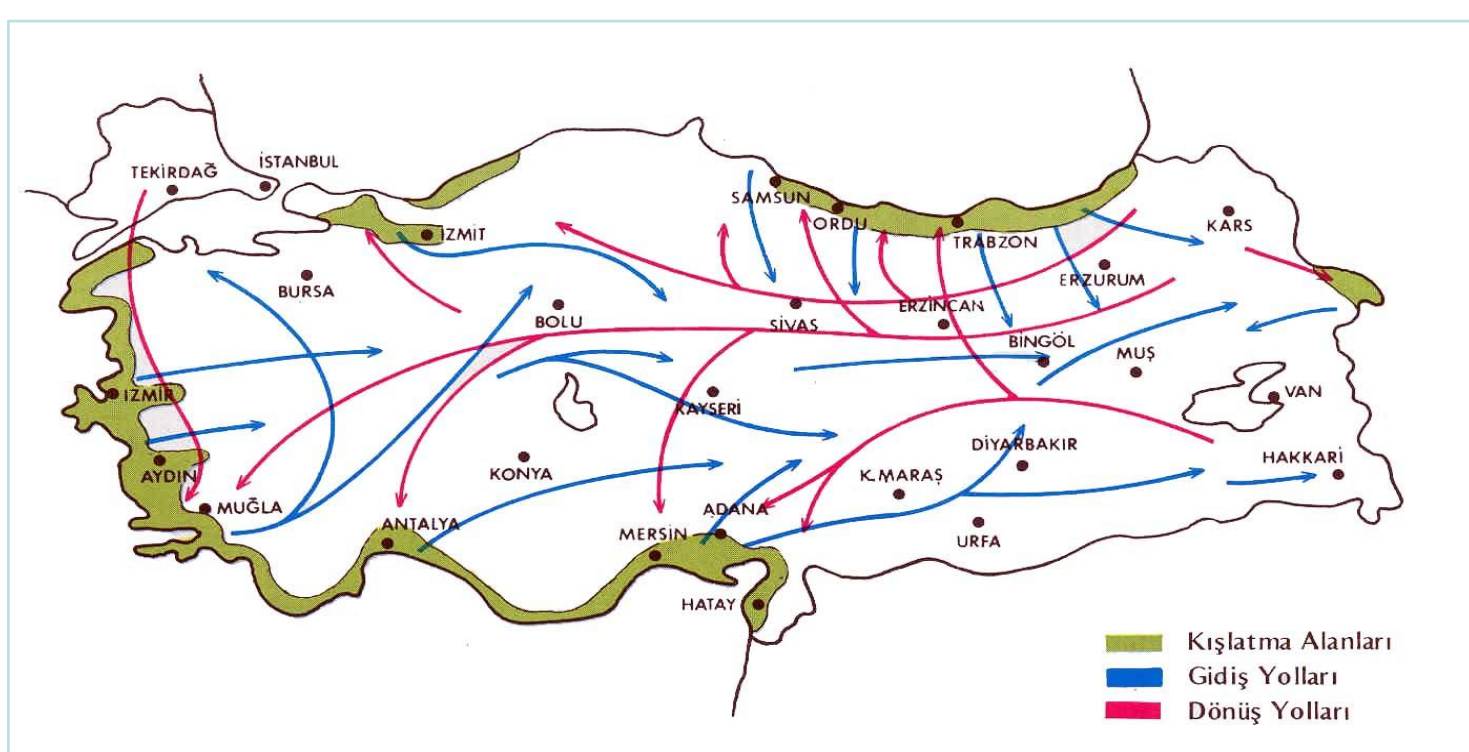 İSTANBUL
TEKİRDAĞ
SAMSUN
ORDU
TRABZON
KARS
İZMİT
BURSA
ERZURUM
BOLU
SİVAS
ERZİNCAN
BİNGÖL
MUŞ
İZMİR
KAYSERİ
VAN
DİYARBAKIR
KONYA
K.MARAŞ
HAKKARİ
AYDIN
MUĞLA
ANTALYA
MERSİN
ADANA
URFA
HATAY
Kışlatma Alanları
Gidiş Yolları
Dönüş Yolları